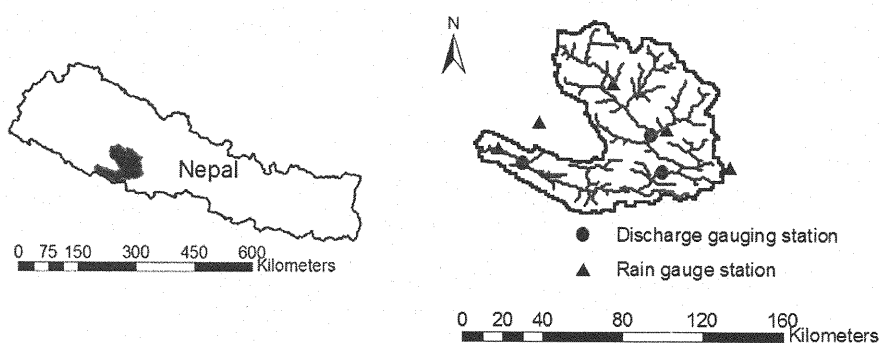 N
Nepal
0 75 150 300 450 600
Kilometers
Discharge gauging station
Rain gauge station
0 20 40 80 120 160
Kilometers